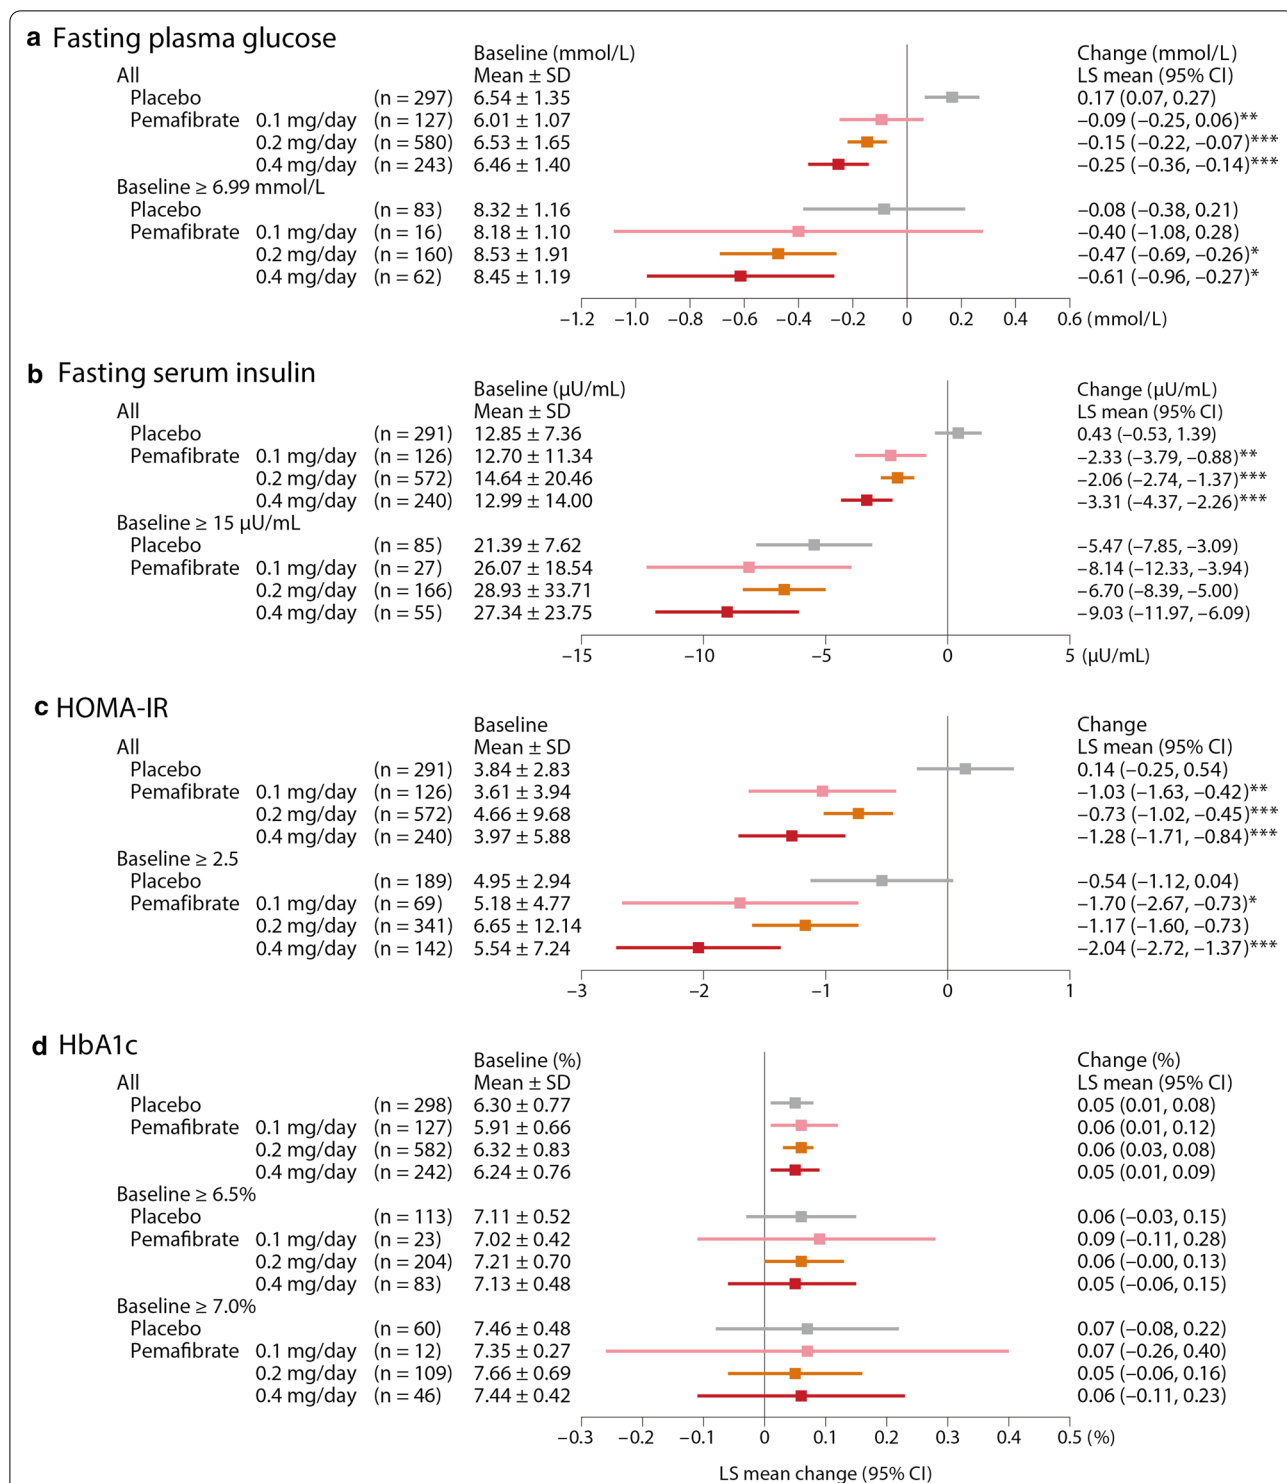 a Fasting plasma glucose
Baseline (mmol/L) Change (mmol/L)
All Mean ± SD LS mean (95% CI)
Placebo (n = 297) 6.54 ± 1.35 0.17 (0.07, 0.27)
Pemafibrate 0.1 mg/day (n = 127) 6.01 ± 1.07 –0.09 (–0.25, 0.06)**
0.2 mg/day (n = 580) 6.53 ± 1.65 –0.15 (–0.22, –0.07)***
0.4 mg/day (n = 243) 6.46 ± 1.40 –0.25 (–0.36, –0.14)***
Baseline ≥ 6.99 mmol/L
Placebo (n = 83) 8.32 ± 1.16 –0.08 (–0.38, 0.21)
Pemafibrate 0.1 mg/day (n = 16) 8.18 ± 1.10 –0.40 (–1.08, 0.28)
0.2 mg/day (n = 160) 8.53 ± 1.91 –0.47 (–0.69, –0.26)*
0.4 mg/day (n = 62) 8.45 ± 1.19 –0.61 (–0.96, –0.27)*
–1.2 –1.0 –0.8 –0.6 –0.4 –0.2 0 0.2 0.4 0.6 (mmol/L)
b Fasting serum insulin
Baseline (µU/mL) Change (µU/mL)
All Mean ± SD LS mean (95% CI)
Placebo (n = 291) 12.85 ± 7.36 0.43 (–0.53, 1.39)
Pemafibrate 0.1 mg/day (n = 126) 12.70 ± 11.34 –2.33 (–3.79, –0.88)**
0.2 mg/day (n = 572) 14.64 ± 20.46 –2.06 (–2.74, –1.37)***
0.4 mg/day (n = 240) 12.99 ± 14.00 –3.31 (–4.37, –2.26)***
Baseline ≥ 15 µU/mL
Placebo (n = 85) 21.39 ± 7.62 –5.47 (–7.85, –3.09)
Pemafibrate 0.1 mg/day (n = 27) 26.07 ± 18.54 –8.14 (–12.33, –3.94)
0.2 mg/day (n = 166) 28.93 ± 33.71 –6.70 (–8.39, –5.00)
0.4 mg/day (n = 55) 27.34 ± 23.75 –9.03 (–11.97, –6.09)
–15 –10 –5 0 5 (µU/mL)
c HOMA-IR
Baseline Change
All Mean ± SD LS mean (95% CI)
Placebo (n = 291) 3.84 ± 2.83 0.14 (–0.25, 0.54)
Pemafibrate 0.1 mg/day (n = 126) 3.61 ± 3.94 –1.03 (–1.63, –0.42)**
0.2 mg/day (n = 572) 4.66 ± 9.68 –0.73 (–1.02, –0.45)***
0.4 mg/day (n = 240) 3.97 ± 5.88 –1.28 (–1.71, –0.84)***
Baseline ≥ 2.5
Placebo (n = 189) 4.95 ± 2.94 –0.54 (–1.12, 0.04)
Pemafibrate 0.1 mg/day (n = 69) 5.18 ± 4.77 –1.70 (–2.67, –0.73)*
0.2 mg/day (n = 341) 6.65 ± 12.14 –1.17 (–1.60, –0.73)
0.4 mg/day (n = 142) 5.54 ± 7.24 –2.04 (–2.72, –1.37)***
–3 –2 –1 0 1
d HbA1c
Baseline (%) Change (%)
All Mean ± SD LS mean (95% CI)
Placebo (n = 298) 6.30 ± 0.77 0.05 (0.01, 0.08)
Pemafibrate 0.1 mg/day (n = 127) 5.91 ± 0.66 0.06 (0.01, 0.12)
0.2 mg/day (n = 582) 6.32 ± 0.83 0.06 (0.03, 0.08)
0.4 mg/day (n = 242) 6.24 ± 0.76 0.05 (0.01, 0.09)
Baseline ≥ 6.5%
Placebo (n = 113) 7.11 ± 0.52 0.06 (–0.03, 0.15)
Pemafibrate 0.1 mg/day (n = 23) 7.02 ± 0.42 0.09 (–0.11, 0.28)
0.2 mg/day (n = 204) 7.21 ± 0.70 0.06 (–0.00, 0.13)
0.4 mg/day (n = 83) 7.13 ± 0.48 0.05 (–0.06, 0.15)
Baseline ≥ 7.0%
Placebo (n = 60) 7.46 ± 0.48 0.07 (–0.08, 0.22)
Pemafibrate 0.1 mg/day (n = 12) 7.35 ± 0.27 0.07 (–0.26, 0.40)
0.2 mg/day (n = 109) 7.66 ± 0.69 0.05 (–0.06, 0.16)
0.4 mg/day (n = 46) 7.44 ± 0.42 0.06 (–0.11, 0.23)
–0.3 –0.2 –0.1 0 0.1 0.2 0.3 0.4 0.5 (%)
LS mean change (95% CI)